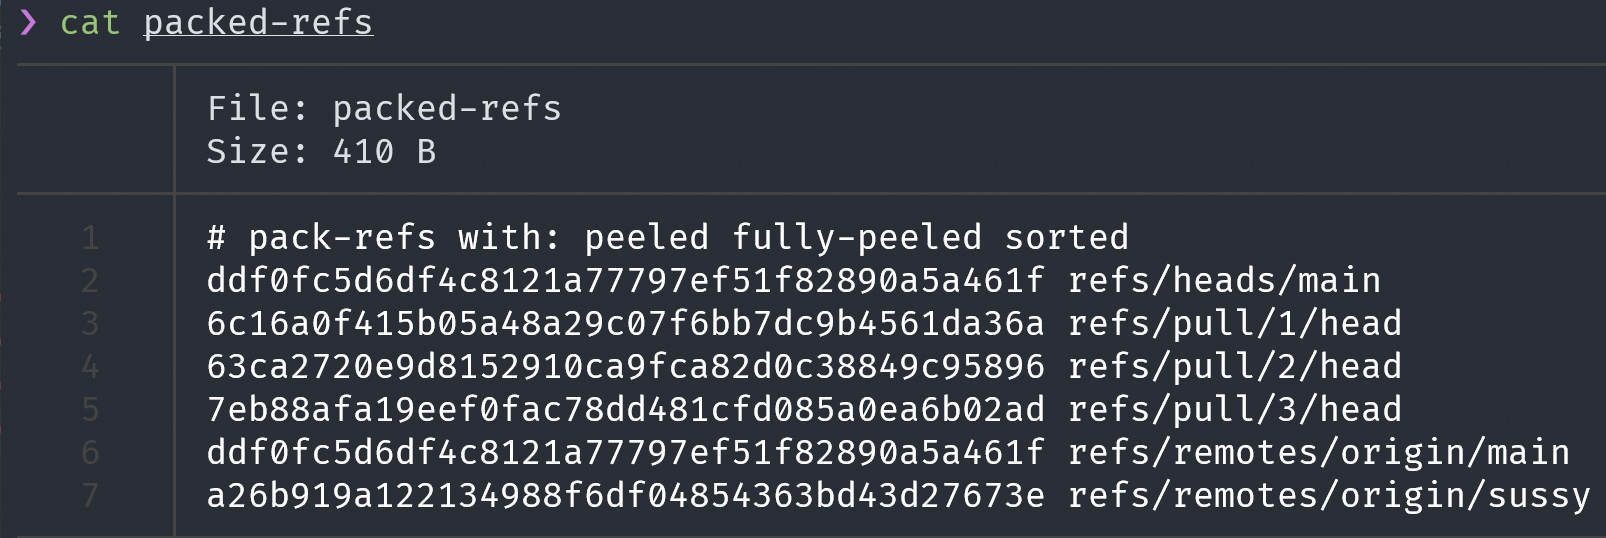 ❯ cat packed-refs
File: packed-refs
Size: 410 B
1 # pack-refs with: peeled fully-peeled sorted
2 ddf0fc5d6df4c8121a77797ef51f82890a5a461f refs/heads/main
3 6c16a0f415b05a48a29c07f6bb7dc9b4561da36a refs/pull/1/head
4 63ca2720e9d8152910ca9fca82d0c38849c95896 refs/pull/2/head
5 7eb88afa19eef0fac78dd481cfd085a0ea6b02ad refs/pull/3/head
6 ddf0fc5d6df4c8121a77797ef51f82890a5a461f refs/remotes/origin/main
7 a26b919a122134988f6df04854363bd43d27673e refs/remotes/origin/sussy